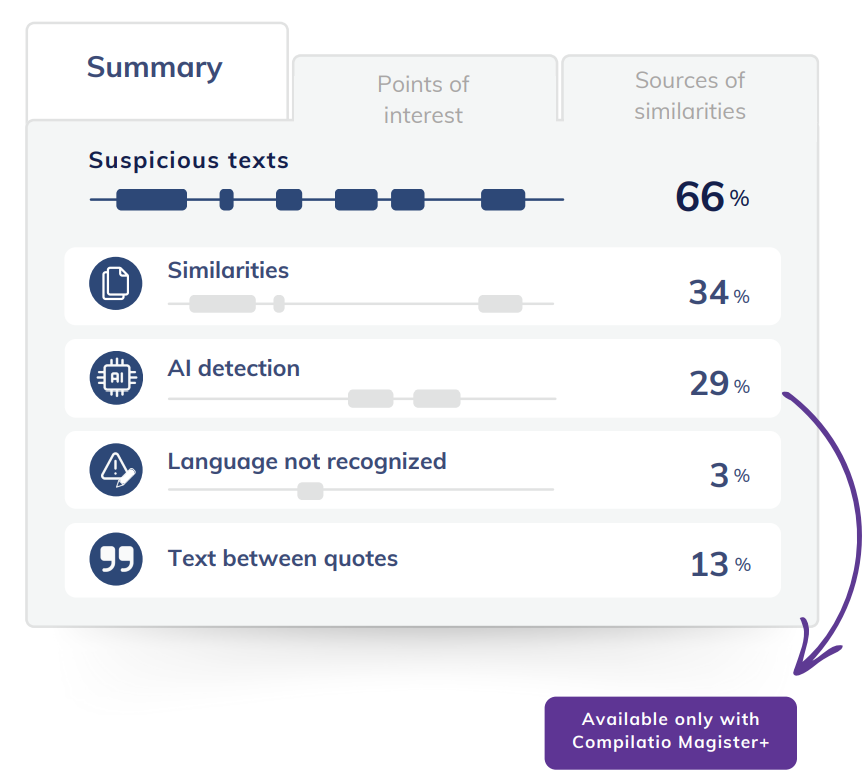 Summary
Points of
interest
Sources of
similarities
Suspicious texts
66 %
Similarities
34 %
AI detection
AI
29 %
Language not recognized
3 %
Text between quotes
13 %
Available only with
Compilatio Magister+